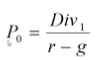 P₀ = Div₁ / r − g